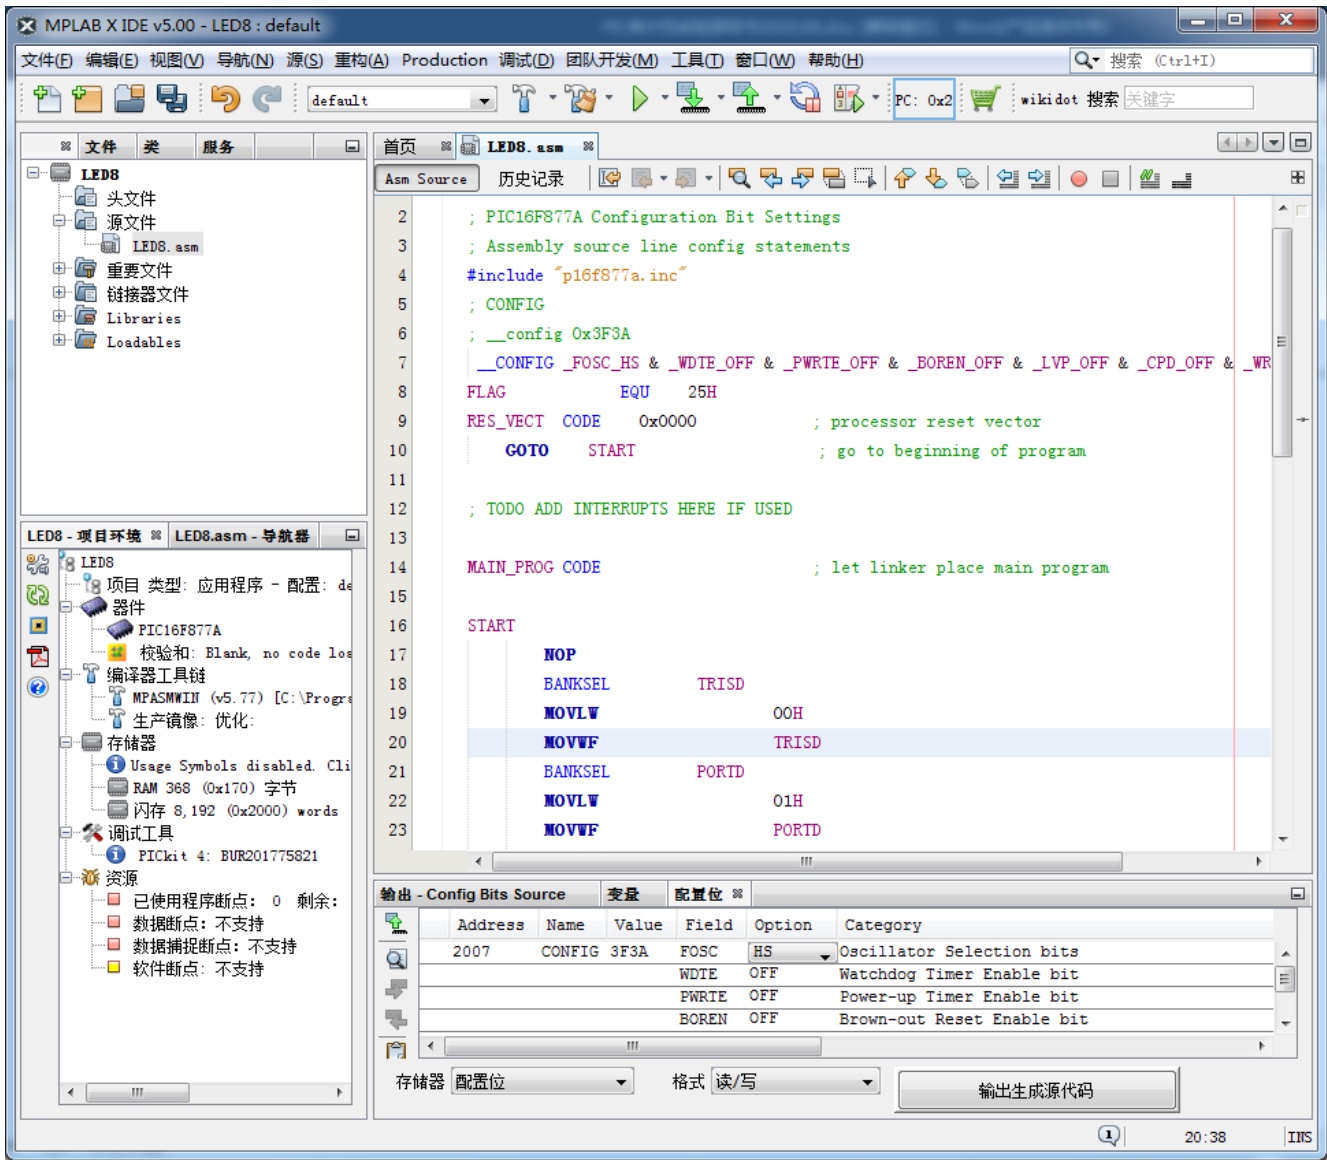 MPLAB X IDE v5.00 - LED8 : default
文件(F) 编辑(E) 视图(V) 导航(N) 源(S) 重构(A) Production 调试(D) 团队开发(M) 工具(T) 窗口(W) 帮助(H)
搜索 (Ctrl+I)
default
PC: 0x2
wikidot 搜索 关键字
文件 类 服务
LED8
头文件
源文件
LED8.asm
重要文件
链接器文件
Libraries
Loadables
首页 LED8.asm
Asm Source 历史记录
2 ; PIC16F877A Configuration Bit Settings
3 ; Assembly source line config statements
4 #include "p16f877a.inc"
5 ; CONFIG
6 ; __config 0x3F3A
7 __CONFIG _FOSC_HS & _WDTE_OFF & _PWRTE_OFF & _BOREN_OFF & _LVP_OFF & _CPD_OFF & _WR
8 FLAG EQU 25H
9 RES_VECT CODE 0x0000 ; processor reset vector
10 GOTO START ; go to beginning of program
11
12 ; TODO ADD INTERRUPTS HERE IF USED
13
14 MAIN_PROG CODE ; let linker place main program
15
16 START
17 NOP
18 BANKSEL TRISD
19 MOVLW 00H
20 MOVWF TRISD
21 BANKSEL PORTD
22 MOVLW 01H
23 MOVWF PORTD
LED8 - 项目环境 LED8.asm - 导航器
LED8
项目 类型: 应用程序 - 配置: de
器件
PIC16F877A
校验和: Blank, no code loa
编译器工具链
MPASMWIN (v5.77) [C:\Progra
生产镜像: 优化:
存储器
Usage Symbols disabled. Cli
RAM 368 (0x170) 字节
闪存 8,192 (0x2000) words
调试工具
PICkit 4: BUR201775821
资源
已使用程序断点: 0 剩余:
数据断点: 不支持
数据捕捉断点: 不支持
软件断点: 不支持
输出 - Config Bits Source 变量 配置位
Address Name Value Field Option Category
2007 CONFIG 3F3A FOSC HS Oscillator Selection bits
WDTE OFF Watchdog Timer Enable bit
PWRTE OFF Power-up Timer Enable bit
BOREN OFF Brown-out Reset Enable bit
存储器 配置位 格式 读/写 输出生成源代码
20:38 INS